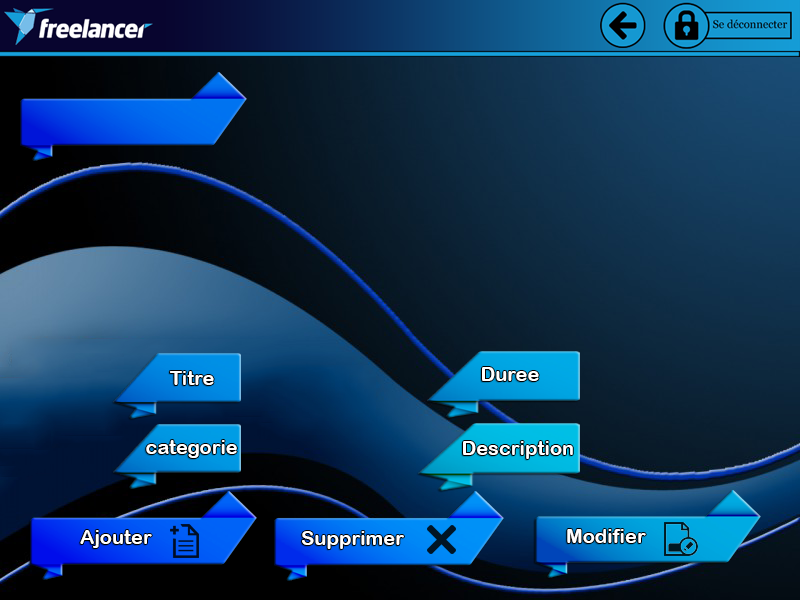 freelancer
Se déconnecter
Titre
Duree
categorie
Description
Ajouter
Supprimer
Modifier